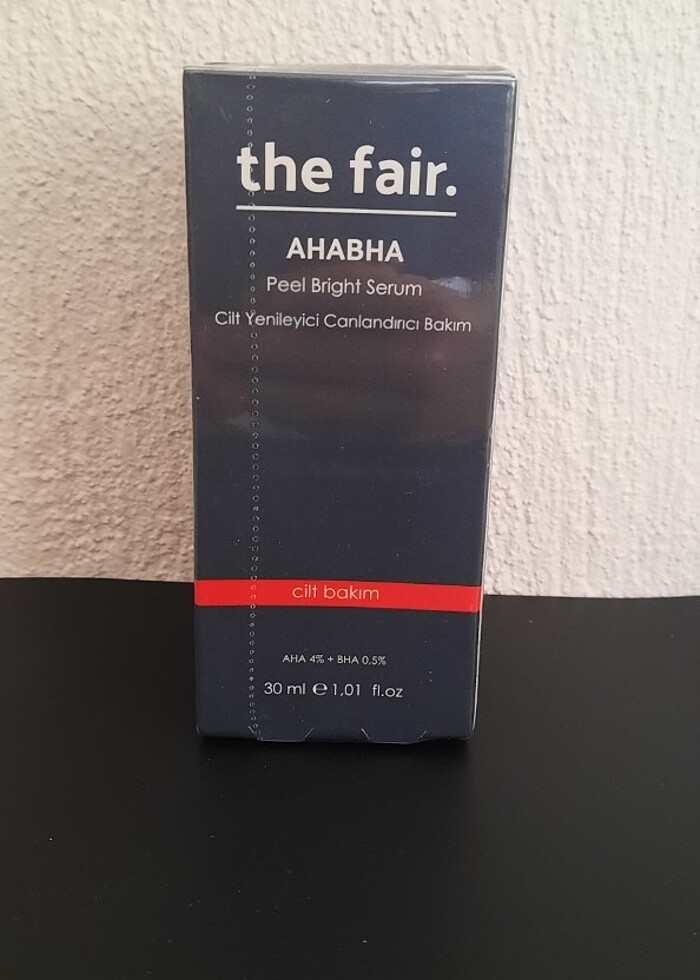 the fair.
AHABHA
Peel Bright Serum
Cilt Yenileyici Canlandırıcı Bakım
cilt bakım
AHA 4% + BHA 0,5%
30 ml ℮ 1,01 fl.oz